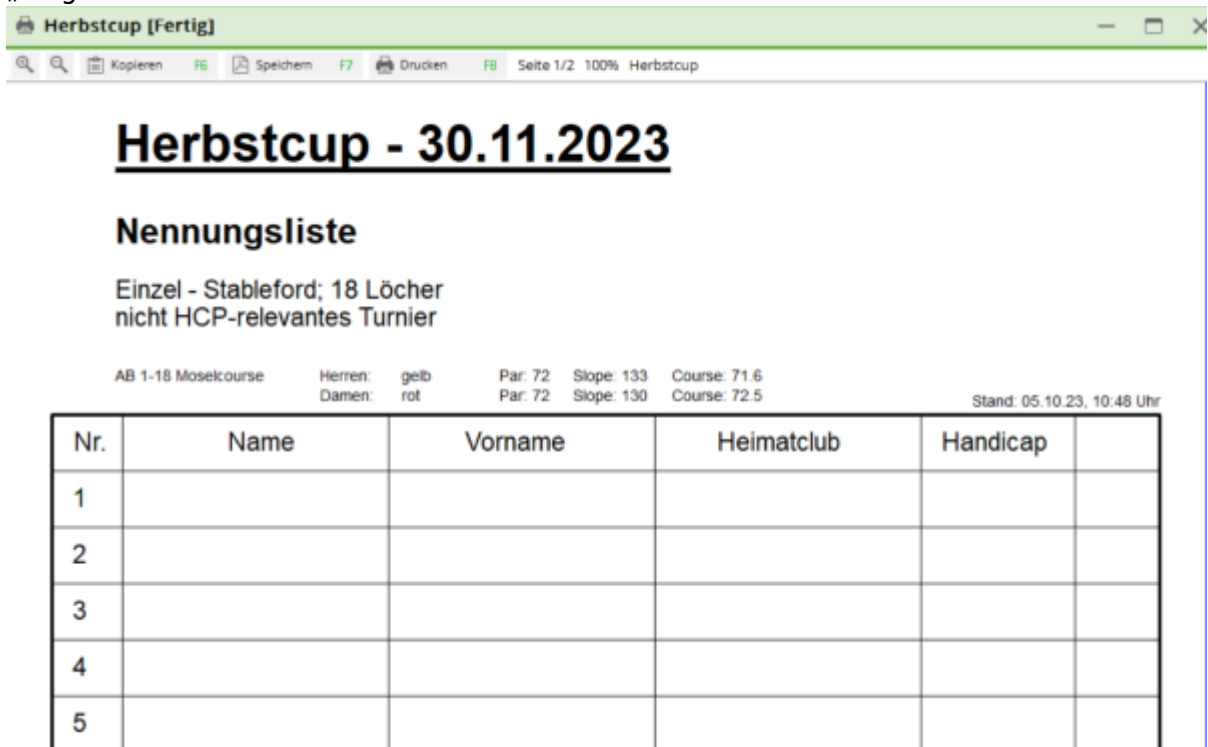 Herbstcup [Fertig]
Kopieren F6 Speichern F7 Drucken F8 Seite 1/2 100% Herbstcup
Herbstcup - 30.11.2023
Nennungsliste
Einzel - Stableford; 18 Löcher
nicht HCP-relevantes Turnier
AB 1-18 Moselcourse Herren: gelb Par: 72 Slope: 133 Course: 71.6
Damen: rot Par: 72 Slope: 130 Course: 72.5
Stand: 05.10.23, 10:48 Uhr
Nr. Name Vorname Heimatclub Handicap
1
2
3
4
5